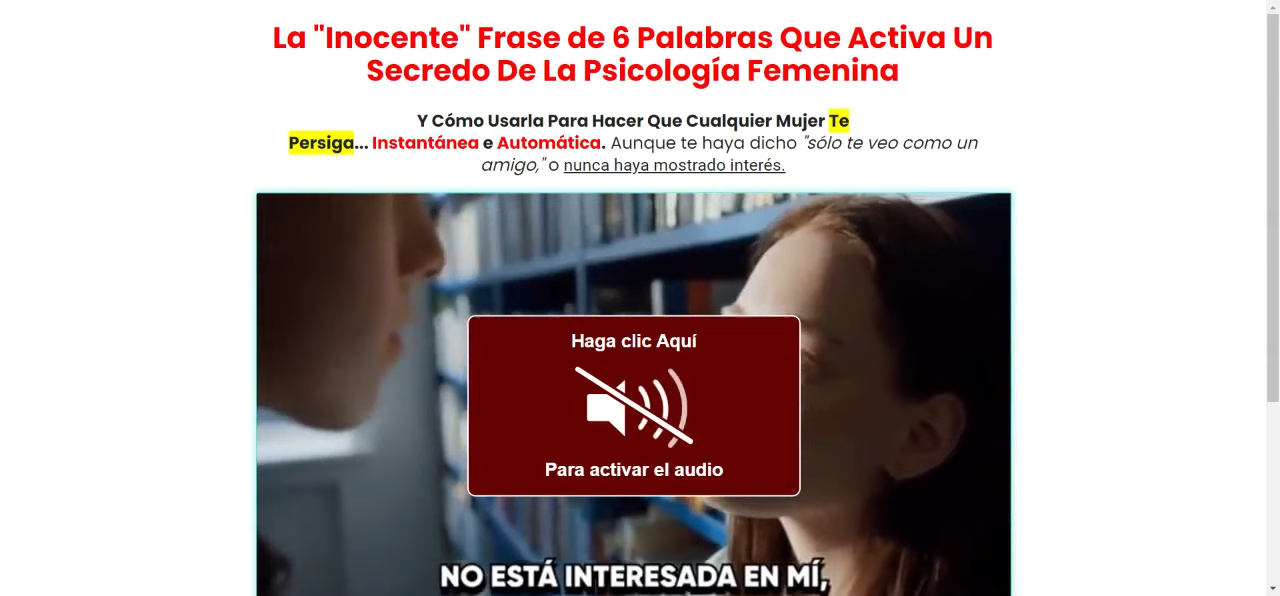 La "Inocente" Frase de 6 Palabras Que Activa Un
Secredo De La Psicología Femenina
Y Cómo Usarla Para Hacer Que Cualquier Mujer Te
Persiga... Instantánea e Automática. Aunque te haya dicho "sólo te veo como un
amigo," o nunca haya mostrado interés.
Haga clic Aquí
Para activar el audio
NO ESTÁ INTERESADA EN MÍ,